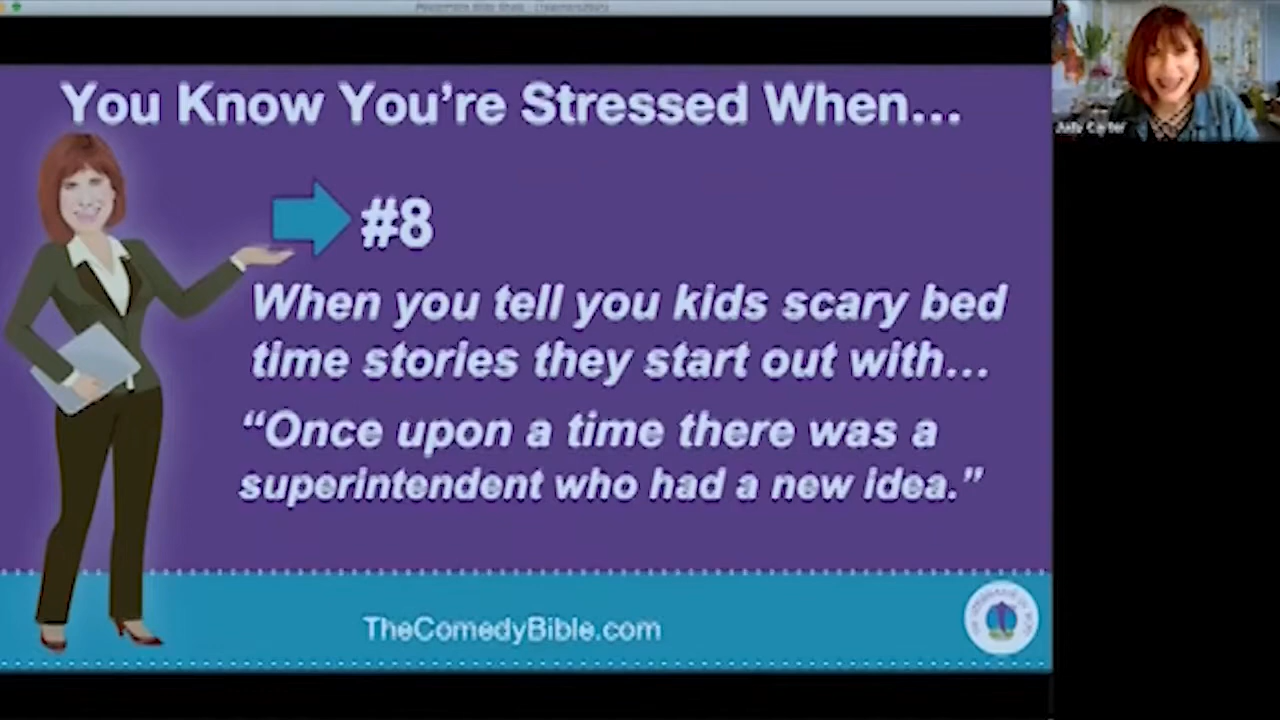 You Know You're Stressed When...
#8
When you tell you kids scary bed
time stories they start out with...
“Once upon a time there was a
superintendent who had a new idea.”
TheComedyBible.com
Judy Carter